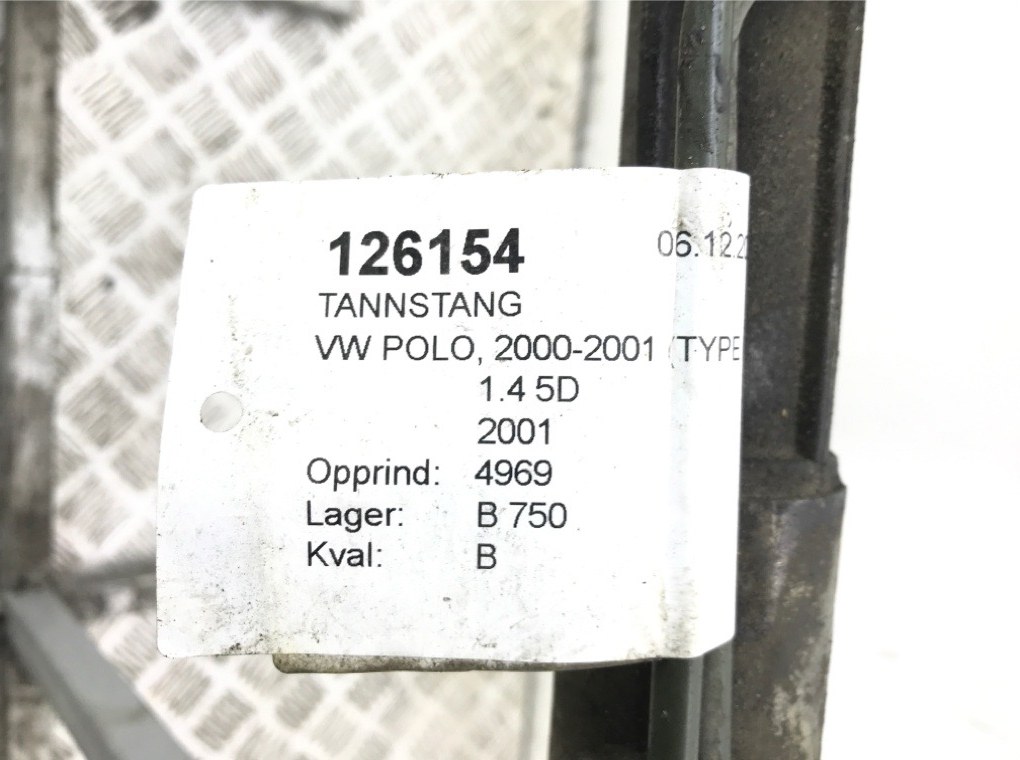 126154 06.12.2
TANNSTANG
VW POLO, 2000-2001 (TYPE
1.4 5D
2001
Opprind: 4969
Lager: B 750
Kval: B